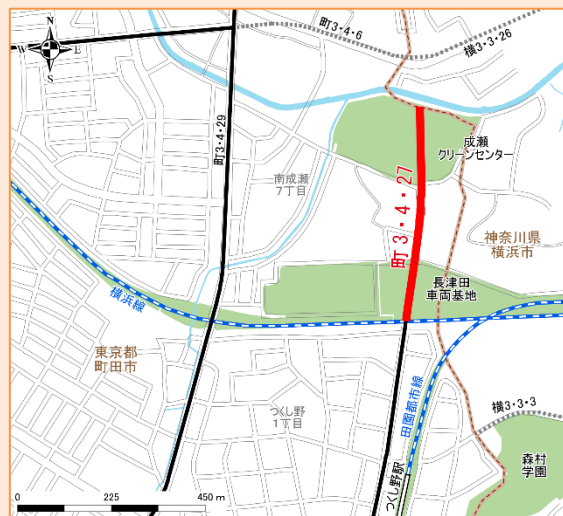 N
W
E
S
町3・4・6
横3・3・26
町3・4・29
成瀬
クリーンセンター
南成瀬
7丁目
町3・4・27
神奈川県
横浜市
長津田
車両基地
横浜線
東京都
町田市
田園都市線
つくし野
1丁目
横3・3・3
つくし野駅
森村
学園
0
225
450 m